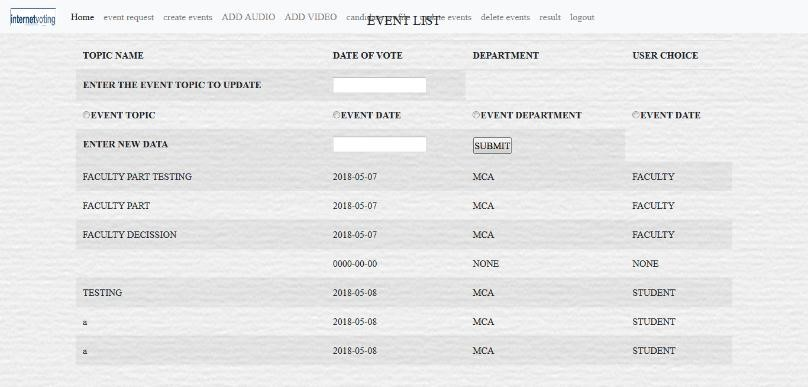 internetvoting Home event request create events ADD AUDIO ADD VIDEO events delete events result logout
EVENT LIST
TOPIC NAME DATE OF VOTE DEPARTMENT USER CHOICE
ENTER THE EVENT TOPIC TO UPDATE
EVENT TOPIC EVENT DATE EVENT DEPARTMENT EVENT DATE
ENTER NEW DATA SUBMIT
FACULTY PART TESTING 2018-05-07 MCA FACULTY
FACULTY PART 2018-05-07 MCA FACULTY
FACULTY DECISSION 2018-05-07 MCA FACULTY
0000-00-00 NONE NONE
TESTING 2018-05-08 MCA STUDENT
a 2018-05-08 MCA STUDENT
a 2018-05-08 MCA STUDENT